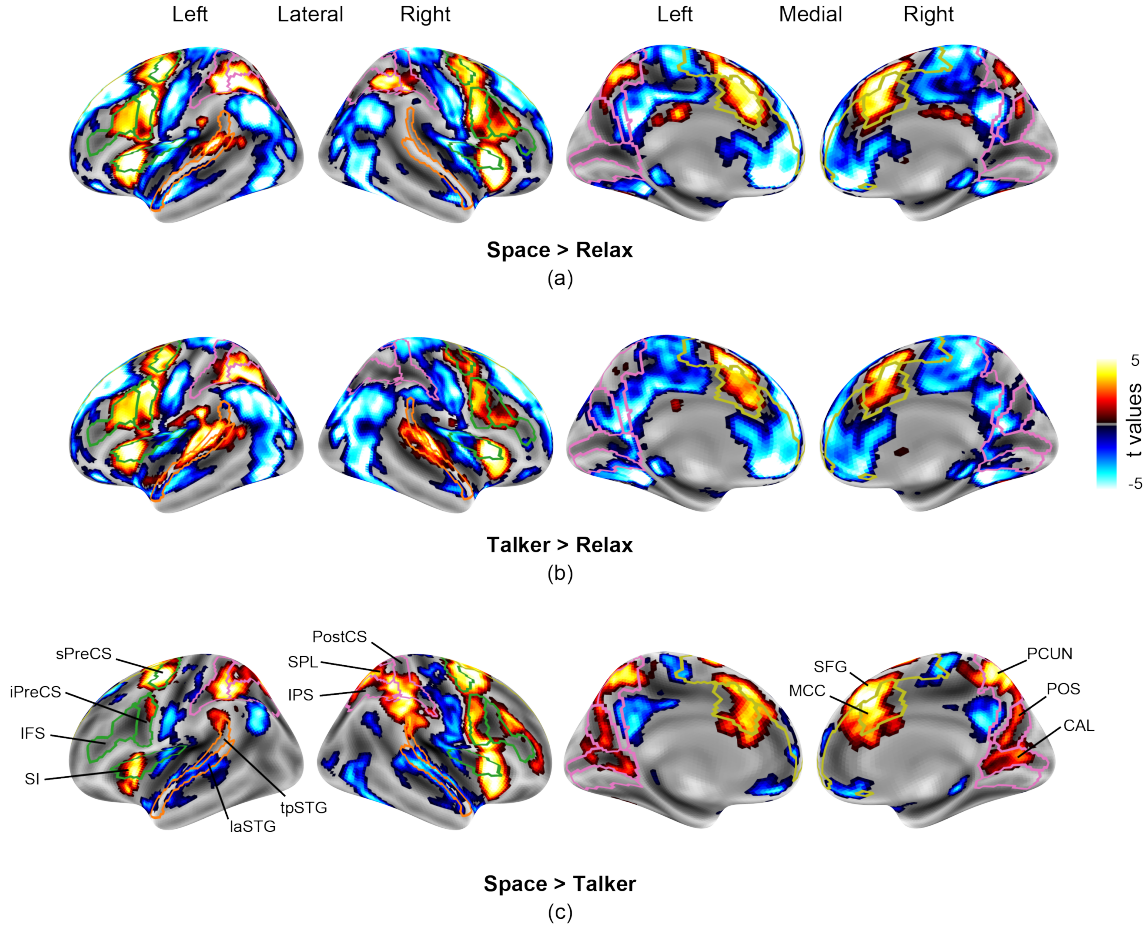 Left Lateral Right Left Medial Right
Space > Relax
(a)
5
t values
-5
Talker > Relax
(b)
sPreCS
iPreCS
IFS
SI
tpSTG
laSTG
PostCS
SPL
IPS
SFG
MCC
PCUN
POS
CAL
Space > Talker
(c)